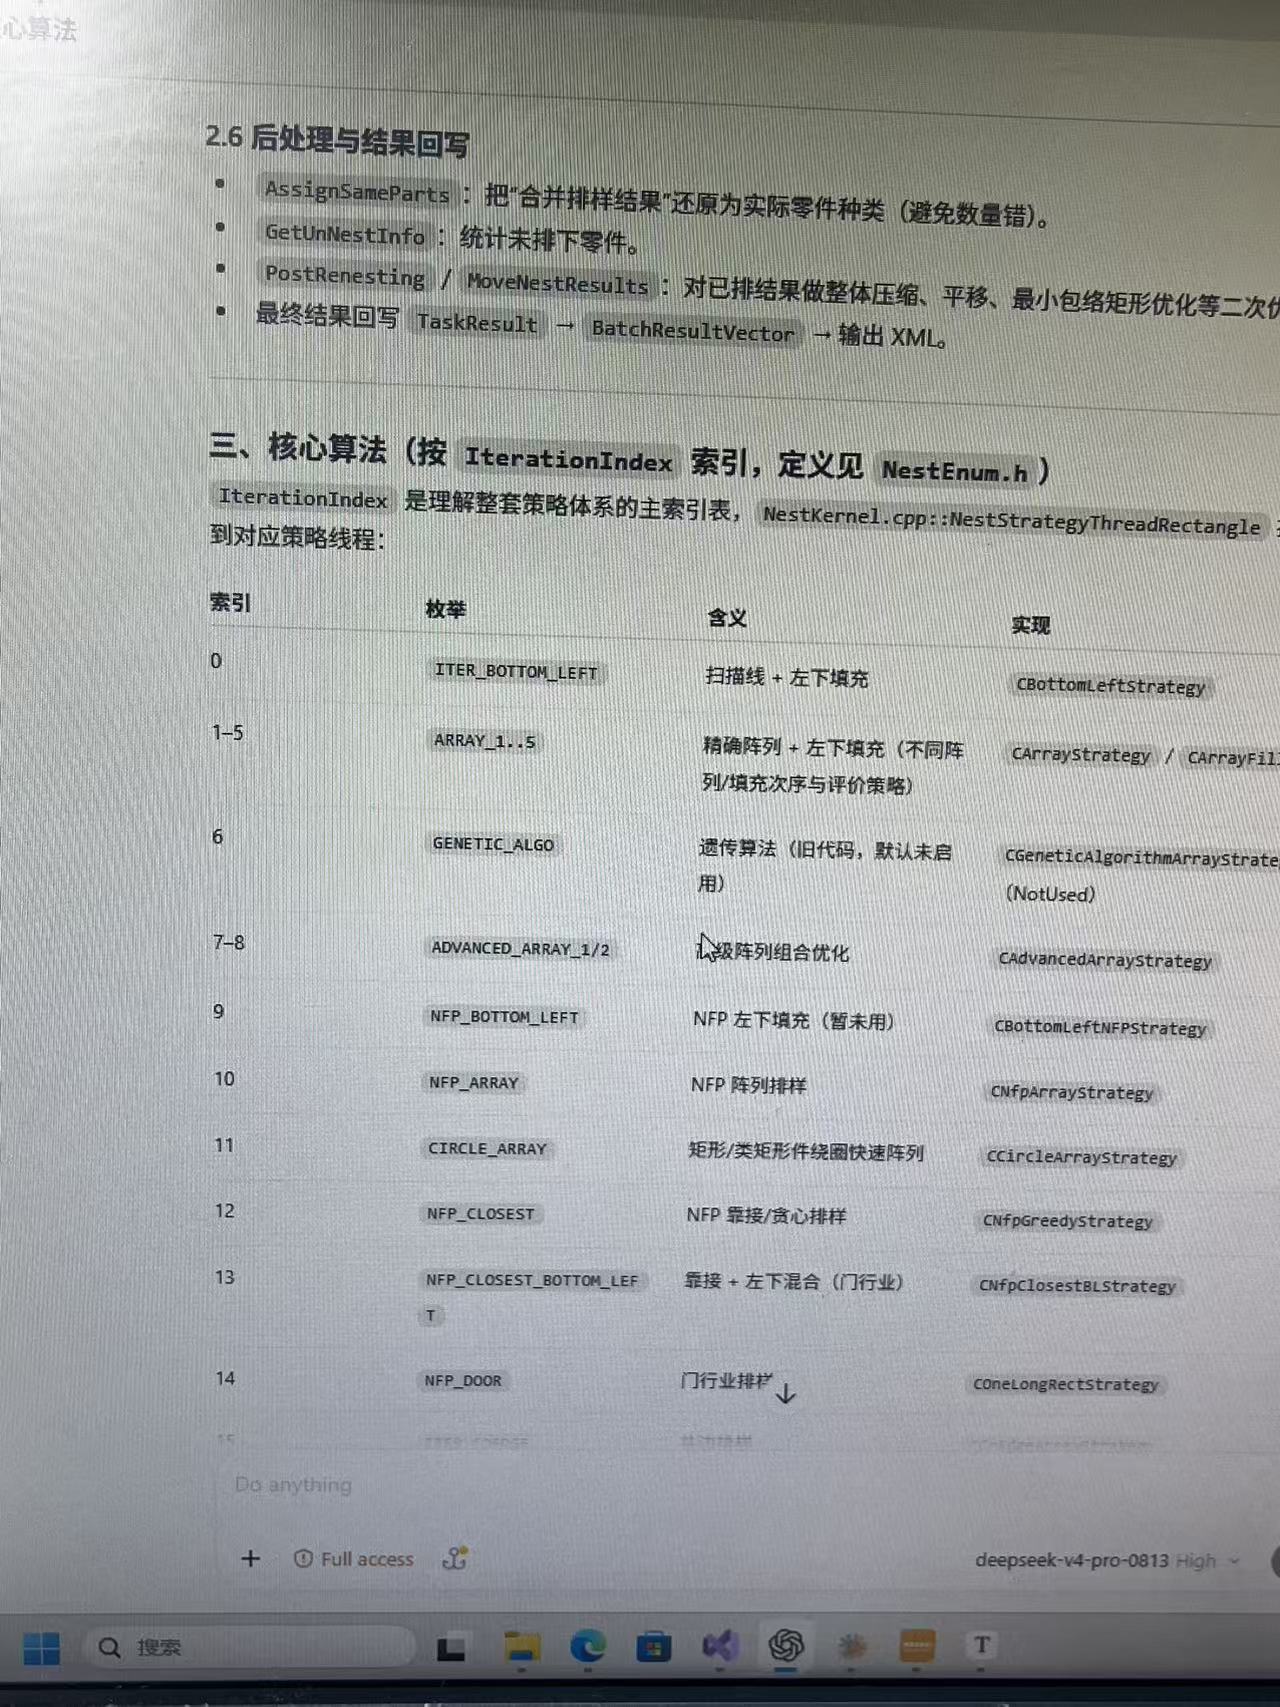 心算法
2.6 后处理与结果回写
AssignSameParts：把“合并排样结果”还原为实际零件种类（避免数量错）。
GetUnNestInfo：统计未排下零件。
PostRenesting / MoveNestResults：对已排结果做整体压缩、平移、最小包络矩形优化等二次优
最终结果回写 TaskResult → BatchResultVector → 输出 XML。
三、核心算法（按 IterationIndex 索引，定义见 NestEnum.h）
IterationIndex 是理解整套策略体系的主索引表，NestKernel.cpp::NestStrategyThreadRectangle
到对应策略线程：
索引 枚举 含义 实现
0 ITER_BOTTOM_LEFT 扫描线 + 左下填充 CBottomLeftStrategy
1–5 ARRAY_1..5 精确阵列 + 左下填充（不同阵 CArrayStrategy / CArrayFill
列/填充次序与评价策略）
6 GENETIC_ALGO 遗传算法（旧代码，默认未启 CGeneticAlgorithmArrayStrate
用） (NotUsed)
7–8 ADVANCED_ARRAY_1/2 级阵列组合优化 CAdvancedArrayStrategy
9 NFP_BOTTOM_LEFT NFP 左下填充（暂未用） CBottomLeftNFPStrategy
10 NFP_ARRAY NFP 阵列排样 CNfpArrayStrategy
11 CIRCLE_ARRAY 矩形/类矩形件绕圈快速阵列 CCircleArrayStrategy
12 NFP_CLOSEST NFP 靠接/贪心排样 CNfpGreedyStrategy
13 NFP_CLOSEST_BOTTOM_LEF 靠接 + 左下混合（门行业） CNfpClosestBLStrategy
T
14 NFP_DOOR 门行业排样 COneLongRectStrategy
15
Do anything
Full access deepseek-v4-pro-0813 High
搜索
T